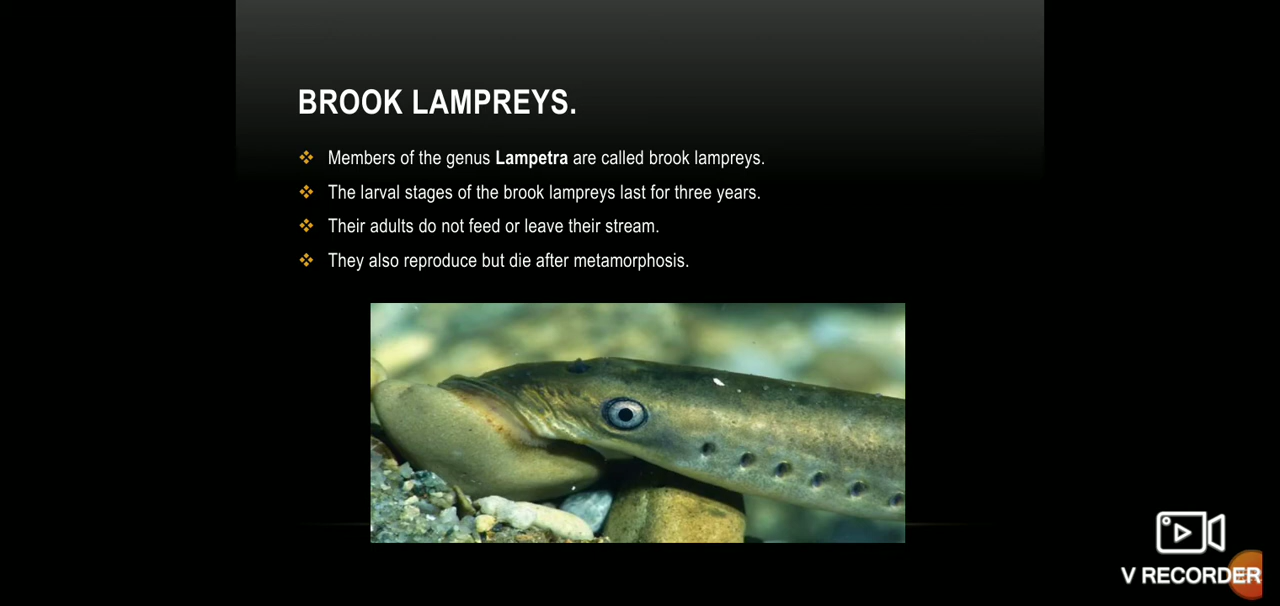 BROOK LAMPREYS.
Members of the genus Lampetra are called brook lampreys.
The larval stages of the brook lampreys last for three years.
Their adults do not feed or leave their stream.
They also reproduce but die after metamorphosis.
V RECORDER